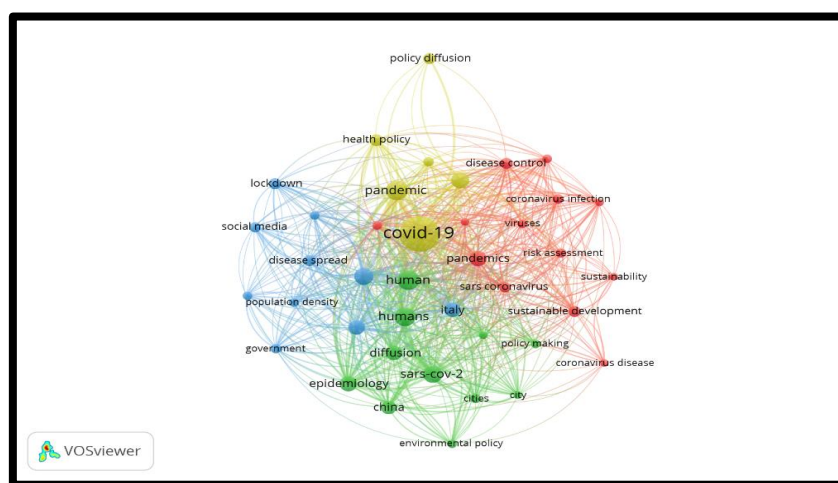 policy diffusion
health policy
disease control
lockdown
pandemic
coronavirus infection
social media
covid-19
viruses
disease spread
pandemics
risk assessment
human
sustainability
sars coronavirus
population density
italy
sustainable development
humans
government
policy making
diffusion
coronavirus disease
sars-cov-2
epidemiology
cities
city
china
environmental policy
VOSviewer